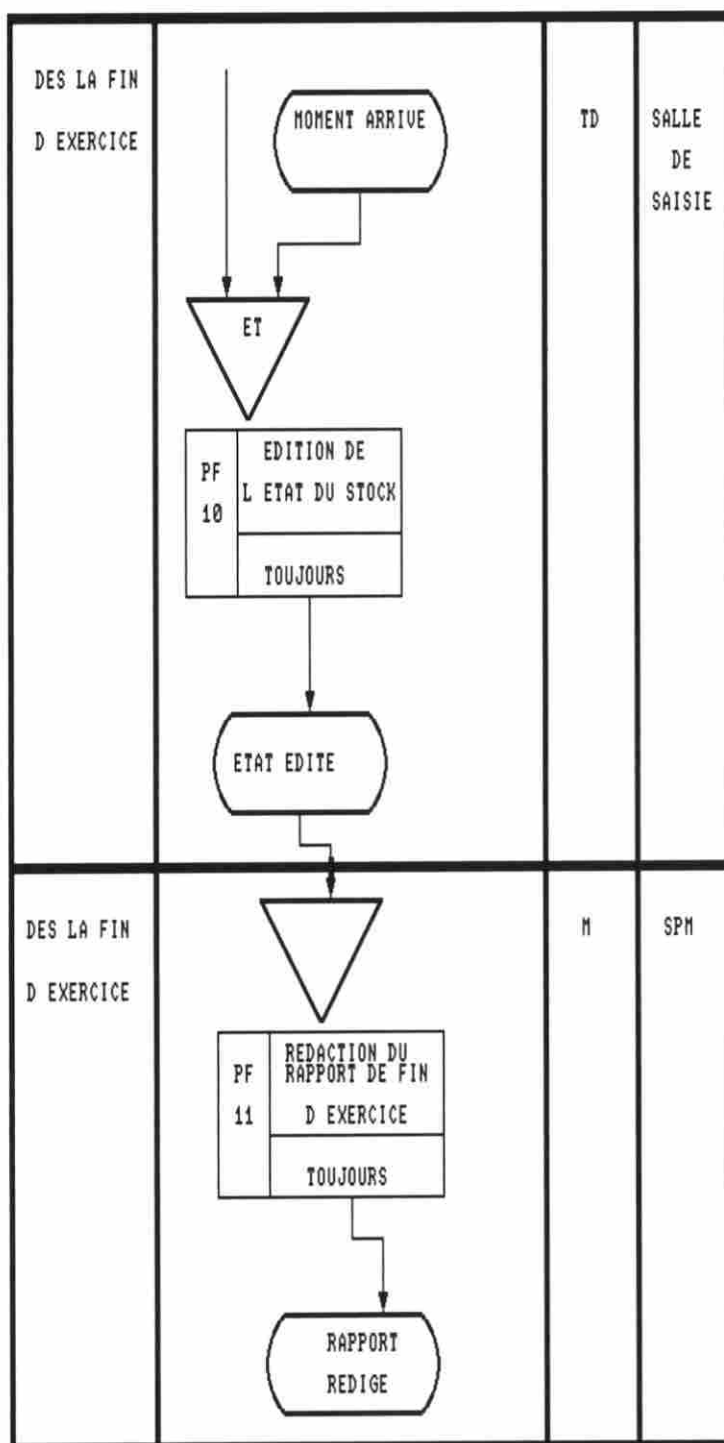 DES LA FIN
D EXERCICE
MOMENT ARRIVE
TD
SALLE
DE
SAISIE
ET
PF
10
EDITION DE
L ETAT DU STOCK
TOUJOURS
ETAT EDITE
DES LA FIN
D EXERCICE
M
SPM
PF
11
REDACTION DU
RAPPORT DE FIN
D EXERCICE
TOUJOURS
RAPPORT
REDIGE